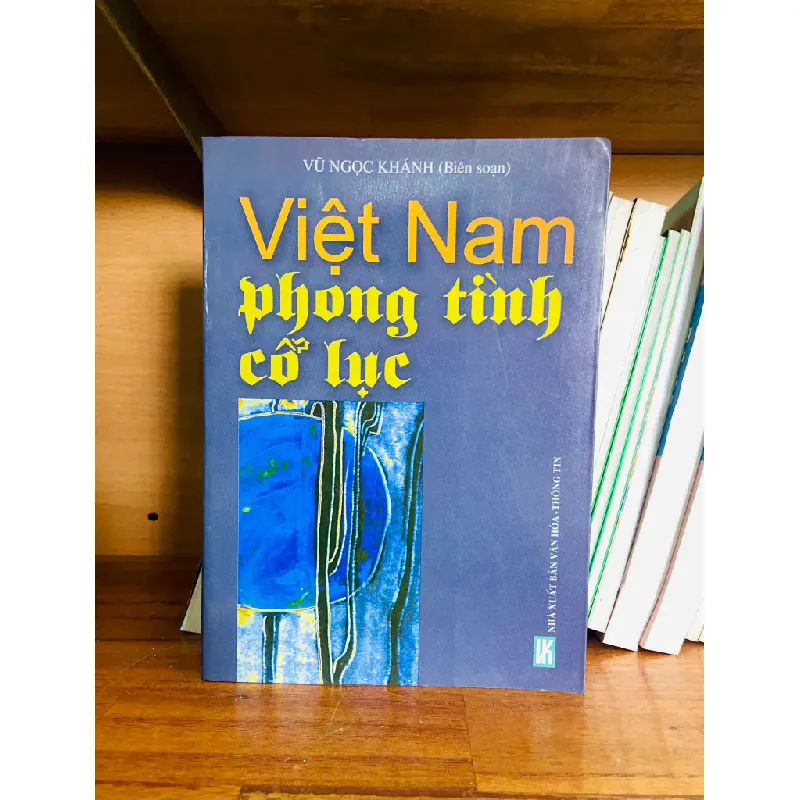 VŨ NGỌC KHÁNH (Biên soạn)
Việt Nam
phong tình
cổ lục
NHÀ XUẤT BẢN VĂN HÓA - THÔNG TIN